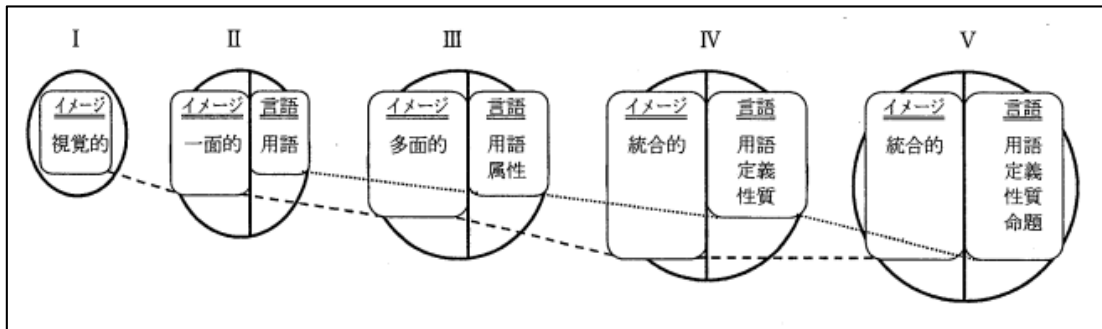 I II III IV V
イメージ 視覚的
イメージ 一面的
言語 用語
イメージ 多面的
言語 用語 属性
イメージ 統合的
言語 用語 定義 性質
イメージ 統合的
言語 用語 定義 性質 命題